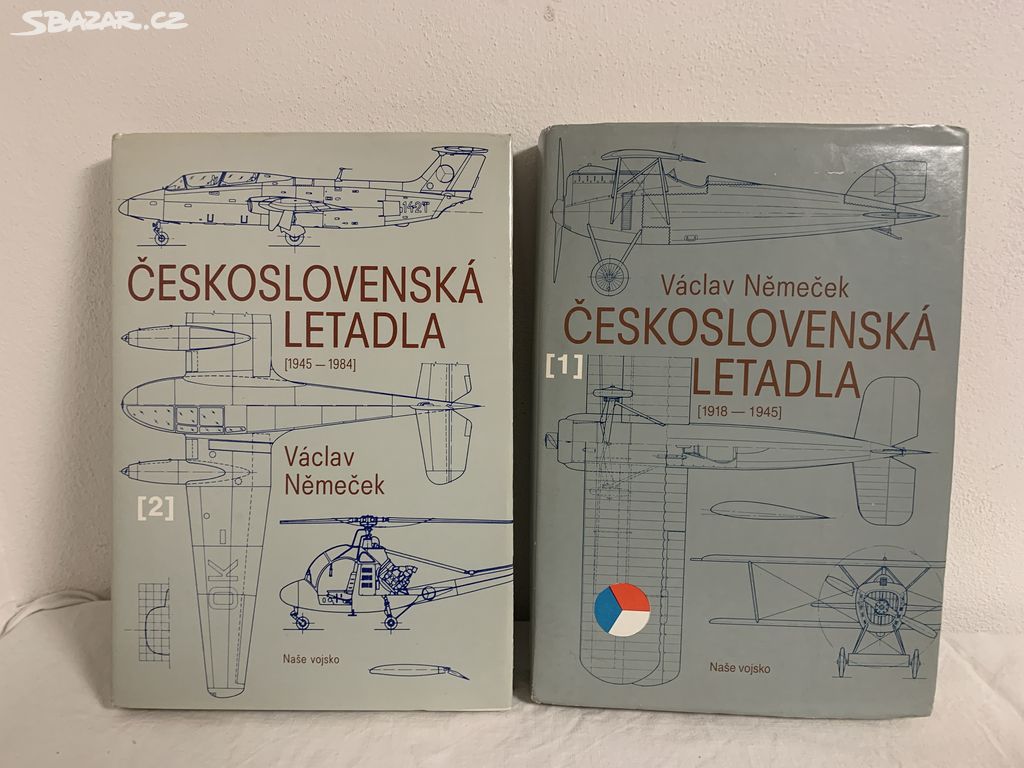 SBAZAR.CZ
142T
ČESKOSLOVENSKÁ
LETADLA
[1945 — 1984]
Václav
Němeček
[2]
OK
Naše vojsko
Václav Němeček
ČESKOSLOVENSKÁ
[1]
LETADLA
[1918 — 1945]
Naše vojsko